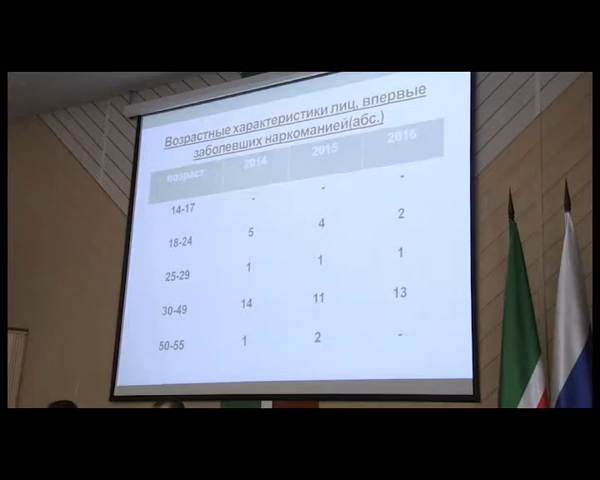 Возрастные характеристики лиц, впервые
заболевших наркоманией(абс.)
возраст 2014 2015 2016
14-17 - - -
18-24 5 4 2
25-29 1 1 1
30-49 14 11 13
50-55 1 2 -